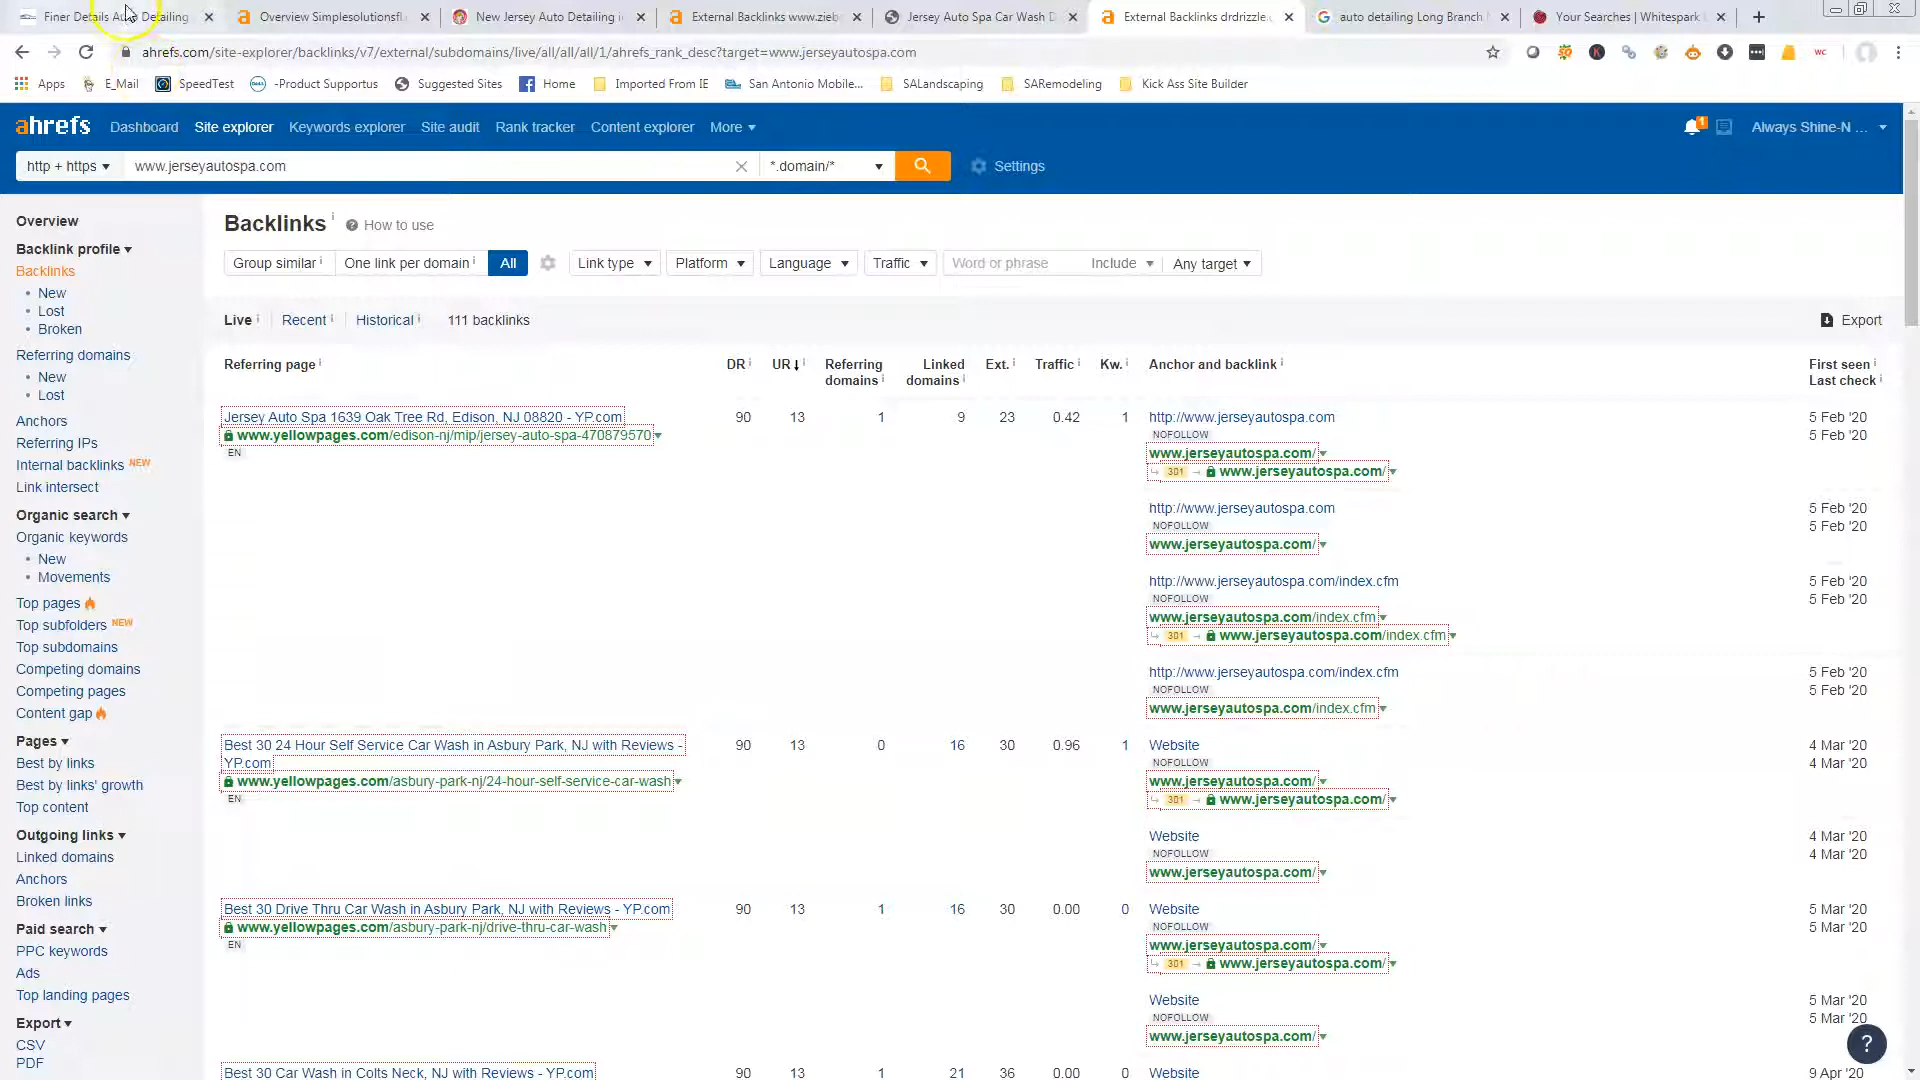 Finer Details Auto Detailing
Overview Simplesolutionsfl
New Jersey Auto Detailing i
External Backlinks www.zieb
Jersey Auto Spa Car Wash D
External Backlinks drdrizzle.
auto detailing Long Branch N
Your Searches | Whitespark L
ahrefs.com/site-explorer/backlinks/v7/external/subdomains/live/all/all/all/1/ahrefs_rank_desc?target=www.jerseyautospa.com
Apps E_Mail SpeedTest -Product Supportus Suggested Sites Home Imported From IE San Antonio Mobile... SALandscaping SARemodeling Kick Ass Site Builder
ahrefs Dashboard Site explorer Keywords explorer Site audit Rank tracker Content explorer More 1 Always Shine-N ...
http + https www.jerseyautospa.com *.domain/* Settings
Overview
Backlink profile
Backlinks
New
Lost
Broken
Referring domains
New
Lost
Anchors
Referring IPs
Internal backlinks NEW
Link intersect
Organic search
Organic keywords
New
Movements
Top pages
Top subfolders NEW
Top subdomains
Competing domains
Competing pages
Content gap
Pages
Best by links
Best by links' growth
Top content
Outgoing links
Linked domains
Anchors
Broken links
Paid search
PPC keywords
Ads
Top landing pages
Export
CSV
PDF
Backlinks i ? How to use
Group similar i One link per domain i All Link type Platform Language Traffic Word or phrase Include Any target
Live i Recent i Historical i 111 backlinks Export
Referring page i DR i UR i Referring domains i Linked domains i Ext. i Traffic i Kw. i Anchor and backlink i First seen i Last check i
Jersey Auto Spa 1639 Oak Tree Rd, Edison, NJ 08820 - YP.com 90 13 1 9 23 0.42 1 http://www.jerseyautospa.com 5 Feb '20
www.yellowpages.com/edison-nj/mip/jersey-auto-spa-470879570 NOFOLLOW 5 Feb '20
EN www.jerseyautospa.com/
301 www.jerseyautospa.com/
http://www.jerseyautospa.com 5 Feb '20
NOFOLLOW 5 Feb '20
www.jerseyautospa.com/
http://www.jerseyautospa.com/index.cfm 5 Feb '20
NOFOLLOW 5 Feb '20
www.jerseyautospa.com/index.cfm
301 www.jerseyautospa.com/index.cfm
http://www.jerseyautospa.com/index.cfm 5 Feb '20
NOFOLLOW 5 Feb '20
www.jerseyautospa.com/index.cfm
Best 30 24 Hour Self Service Car Wash in Asbury Park, NJ with Reviews - 90 13 0 16 30 0.96 1 Website 4 Mar '20
YP.com NOFOLLOW 4 Mar '20
www.yellowpages.com/asbury-park-nj/24-hour-self-service-car-wash www.jerseyautospa.com/
EN 301 www.jerseyautospa.com/
Website 4 Mar '20
NOFOLLOW 4 Mar '20
www.jerseyautospa.com/
Best 30 Drive Thru Car Wash in Asbury Park, NJ with Reviews - YP.com 90 13 1 16 30 0.00 0 Website 5 Mar '20
www.yellowpages.com/asbury-park-nj/drive-thru-car-wash NOFOLLOW 5 Mar '20
EN www.jerseyautospa.com/
301 www.jerseyautospa.com/
Website 5 Mar '20
NOFOLLOW 5 Mar '20
www.jerseyautospa.com/
?
Best 30 Car Wash in Colts Neck, NJ with Reviews - YP.com 90 13 1 21 36 0.00 0 Website 9 Apr '20